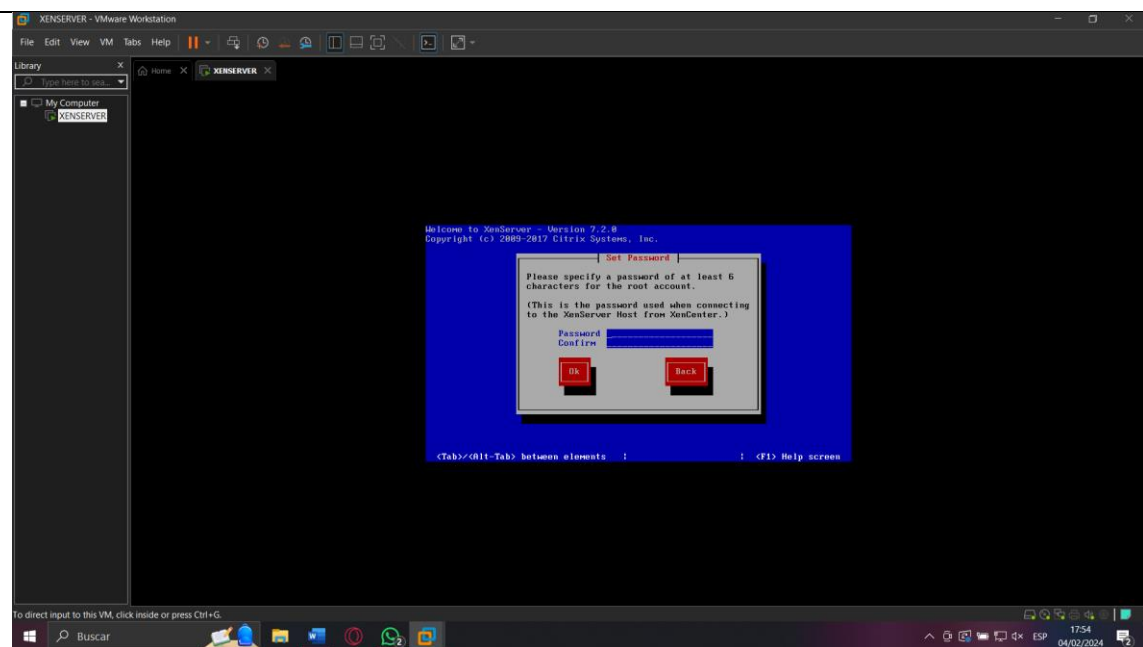 XENSERVER - VMware Workstation
File Edit View VM Tabs Help
Library X
Type here to sea...
Home X XENSERVER X
My Computer
XENSERVER
Welcome to XenServer - Version 7.2.0
Copyright (c) 2009-2017 Citrix Systems, Inc.
Set Password
Please specify a password of at least 6
characters for the root account.
(This is the password used when connecting
to the XenServer Host from XenCenter.)
Password
Confirm
Ok Back
<Tab>/<Alt-Tab> between elements | | <F1> Help screen
To direct input to this VM, click inside or press Ctrl+G.
Buscar
2
ESP 17:54
04/02/2024
2